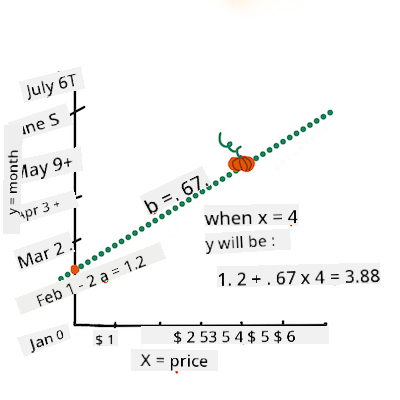 July 6T
ne S
May 9+
Apr 3 +
y = month
Mar 2.
Feb 1 - 2 a = 1.2
Jan 0
b = . 67.
when x = 4
y will be :
1. 2 + . 67 x 4 = 3.88
$ 1
$ 2 53 5 4 $ 5 $ 6
X = price